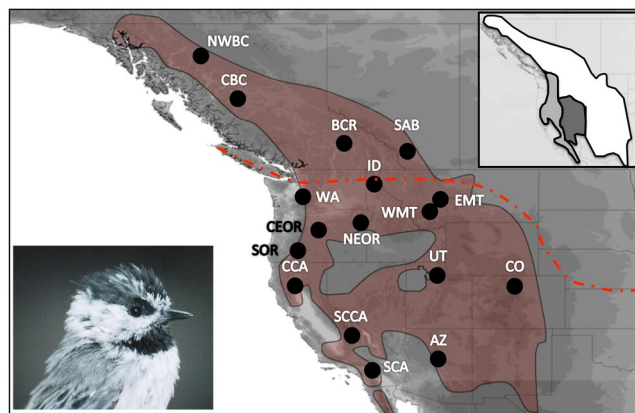 NWBC
CBC
BCR
SAB
ID
WA
EMT
WMT
CEOR
NEOR
SOR
UT
CCA
CO
SCCA
AZ
SCA